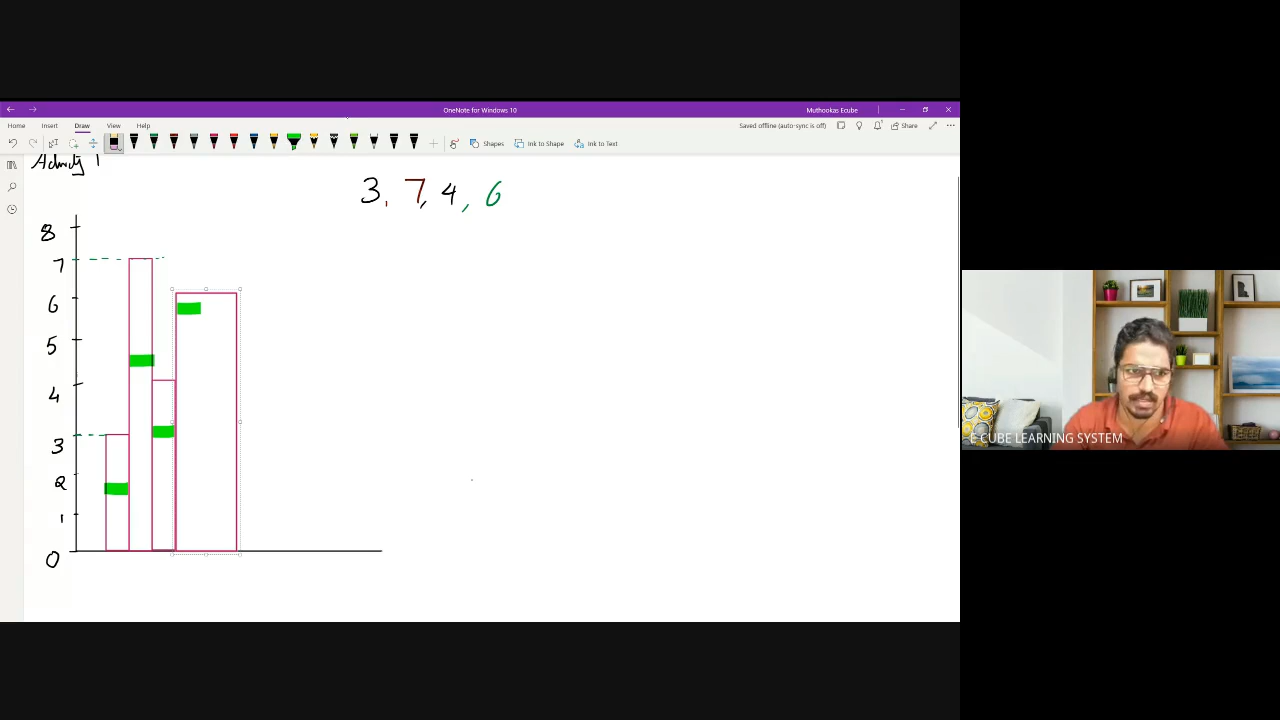 OneNote for Windows 10
Muthookas Ecube
Home Insert Draw View Help
Saved offline (auto-sync is off)
Share
Shapes Ink to Shape Ink to Text
Activity 1
3, 7, 4, 6
8
7
6
5
4
3
2
1
0
E CUBE LEARNING SYSTEM